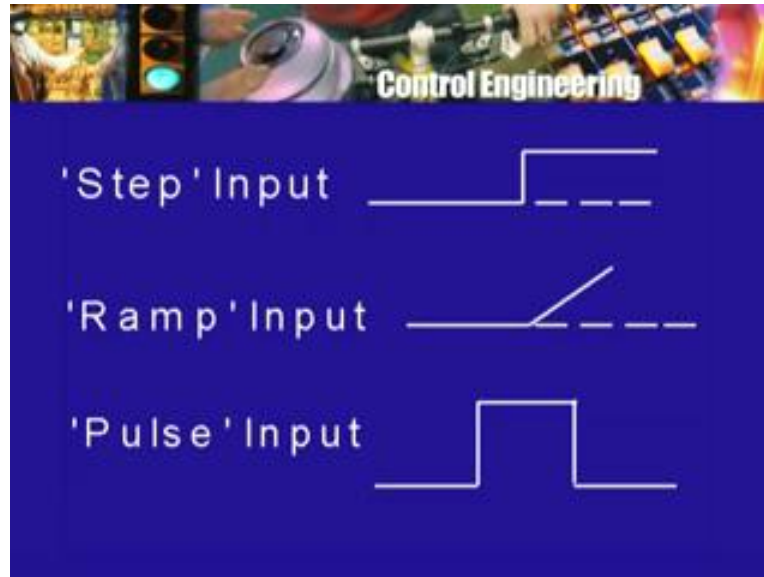 Control Engineering
'Step' Input
'Ramp' Input
'Pulse' Input